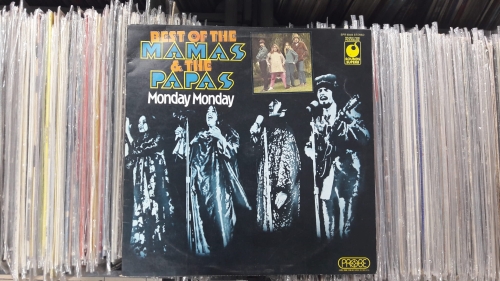 BEST OF THE
MAMAS
& THE
PAPAS
Monday Monday
PROBE